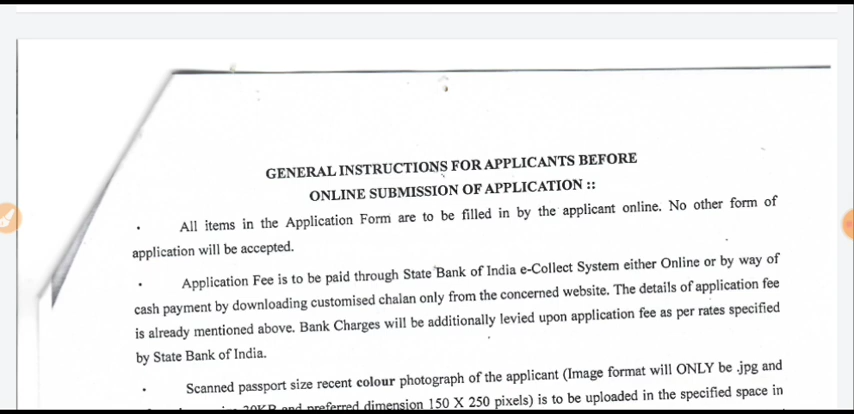 GENERAL INSTRUCTIONS FOR APPLICANTS BEFORE
ONLINE SUBMISSION OF APPLICATION ::
· All items in the Application Form are to be filled in by the applicant online. No other form of
application will be accepted.
· Application Fee is to be paid through State Bank of India e-Collect System either Online or by way of
cash payment by downloading customised chalan only from the concerned website. The details of application fee
is already mentioned above. Bank Charges will be additionally levied upon application fee as per rates specified
by State Bank of India.
· Scanned passport size recent colour photograph of the applicant (Image format will ONLY be .jpg and
and preferred dimension 150 X 250 pixels) is to be uploaded in the specified space in